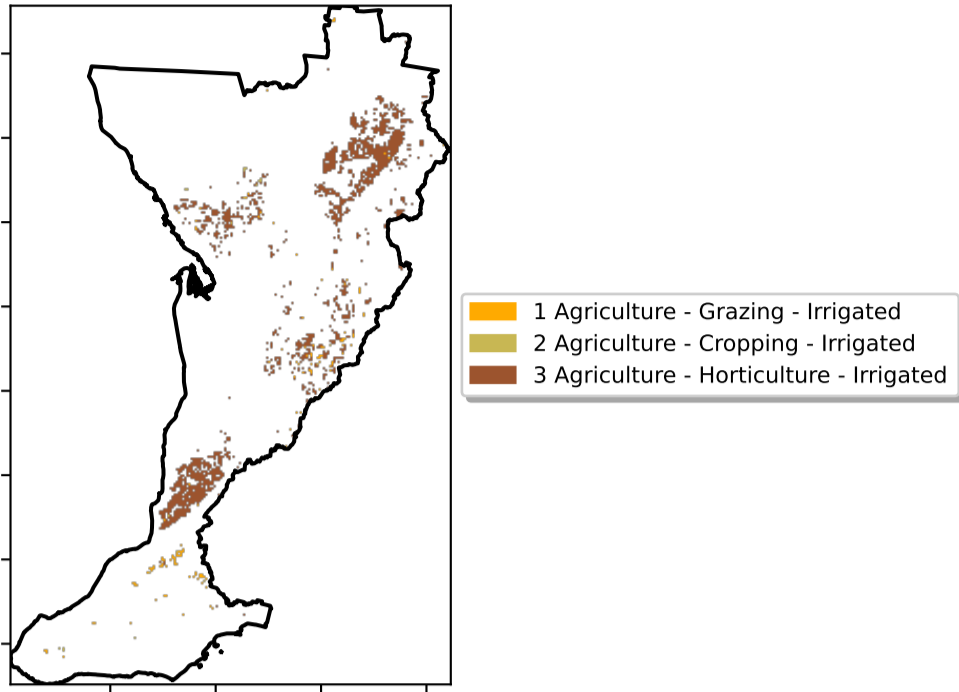 1 Agriculture - Grazing - Irrigated
2 Agriculture - Cropping - Irrigated
3 Agriculture - Horticulture - Irrigated